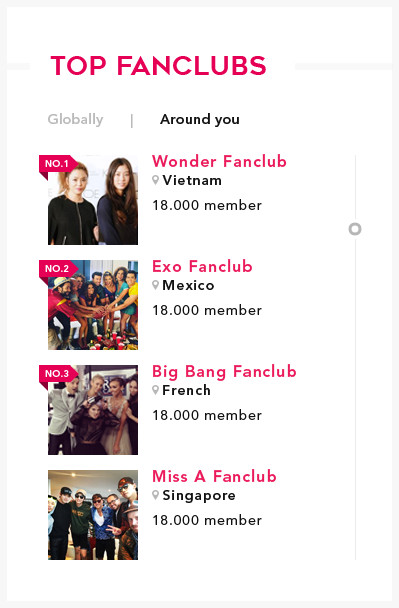 TOP FANCLUBS
Globally | Around you
NO.1
Wonder Fanclub
Vietnam
18.000 member
NO.2
Exo Fanclub
Mexico
18.000 member
NO.3
Big Bang Fanclub
French
18.000 member
Miss A Fanclub
Singapore
18.000 member